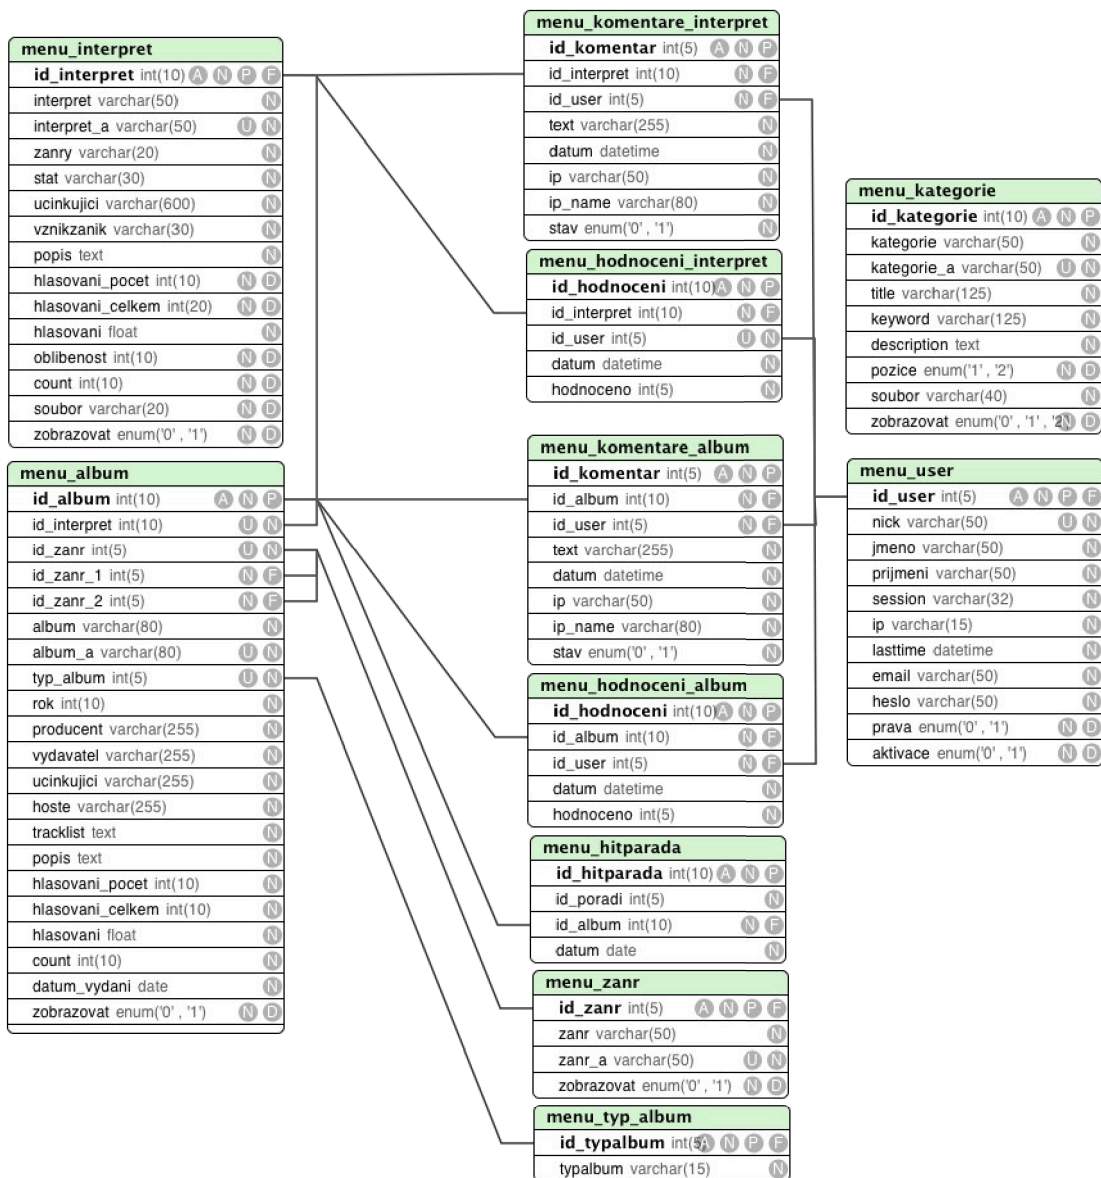 menu_interpret
id_interpret int(10) A N P F
interpret varchar(50) N
interpret_a varchar(50) U N
zanry varchar(20) N
stat varchar(30) N
ucinkujici varchar(600) N
vznikzanik varchar(30) N
popis text N
hlasovani_pocet int(10) N D
hlasovani_celkem int(20) N D
hlasovani float N
oblibenost int(10) N D
count int(10) N D
soubor varchar(20) N D
zobrazovat enum('0' , '1') N D
menu_album
id_album int(10) A N P
id_interpret int(10) U N
id_zanr int(5) U N
id_zanr_1 int(5) N F
id_zanr_2 int(5) N F
album varchar(80) N
album_a varchar(80) U N
typ_album int(5) U N
rok int(10) N
producent varchar(255) N
vydavatel varchar(255) N
ucinkujici varchar(255) N
hoste varchar(255) N
tracklist text N
popis text N
hlasovani_pocet int(10) N
hlasovani_celkem int(10) N
hlasovani float N
count int(10) N
datum_vydani date N
zobrazovat enum('0' , '1') N D
menu_komentare_interpret
id_komentar int(5) A N P
id_interpret int(10) N F
id_user int(5) N F
text varchar(255) N
datum datetime N
ip varchar(50) N
ip_name varchar(80) N
stav enum('0' , '1') N
menu_hodnoceni_interpret
id_hodnoceni int(10) A N P
id_interpret int(10) N F
id_user int(5) U N
datum datetime N
hodnoceno int(5) N
menu_komentare_album
id_komentar int(5) A N P
id_album int(10) N F
id_user int(5) N F
text varchar(255) N
datum datetime N
ip varchar(50) N
ip_name varchar(80) N
stav enum('0' , '1') N
menu_hodnoceni_album
id_hodnoceni int(10) A N P
id_album int(10) N F
id_user int(5) N F
datum datetime N
hodnoceno int(5) N
menu_hitparada
id_hitparada int(10) A N P
id_poradi int(5) N
id_album int(10) N F
datum date N
menu_zanr
id_zanr int(5) A N P F
zanr varchar(50) N
zanr_a varchar(50) U N
zobrazovat enum('0' , '1') N D
menu_typ_album
id_typalbum int(5) A N P F
typalbum varchar(15) N
menu_kategorie
id_kategorie int(10) A N P
kategorie varchar(50) N
kategorie_a varchar(50) U N
title varchar(125) N
keyword varchar(125) N
description text N
pozice enum('1' , '2') N D
soubor varchar(40) N
zobrazovat enum('0' , '1' , '2') N D
menu_user
id_user int(5) A N P F
nick varchar(50) U N
jmeno varchar(50) N
prijmeni varchar(50) N
session varchar(32) N
ip varchar(15) N
lasttime datetime N
email varchar(50) N
heslo varchar(50) N
prava enum('0' , '1') N D
aktivace enum('0' , '1') N D